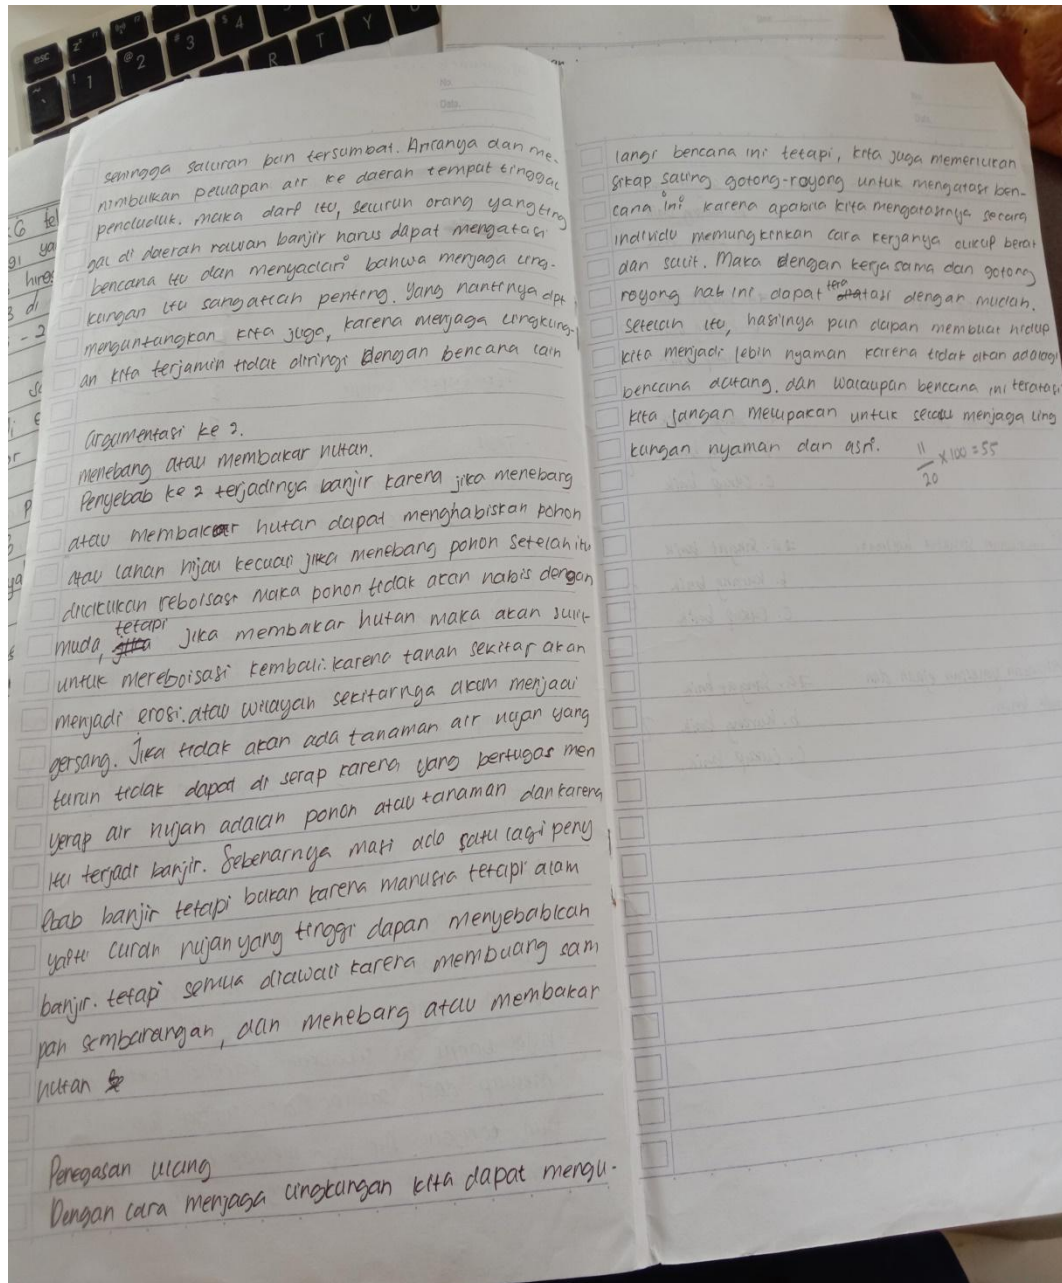 sehingga saluran pun tersumbat. Ancanya dan me-
nimbulkan peluapan air ke daerah tempat tinggal
penduduk. maka dari itu, seluruh orang yang ting
gal di daerah rawan banjir harus dapat mengatasi
bencana itu dan menyadari bahwa menjaga ling-
kungan itu sangatlah penting. Yang nantinya dpt
menguntungkan kita juga, karena menjaga lingkung-
an kita terjamin tidak diiringi dengan bencana lain
argumentasi ke 2.
menebang atau membakar hutan.
Penyebab ke 2 terjadinya banjir karena jika menebang
atau membakar hutan dapat menghabiskan pohon
atau lahan hijau kecuali jika menebang pohon setelah itu
dilakukan reboisasi maka pohon tidak akan habis dengan
muda, tetapi jika membakar hutan maka akan sulit
untuk mereboisasi kembali. karena tanah sekitar akan
menjadi erosi. atau wilayah sekitarnya akan menjadi
gersang. Jika tidak akan ada tanaman air hujan yang
turun tidak dapat di serap karena yang bertugas men
yerap air hujan adalah pohon atau tanaman dan karena
itu terjadi banjir. Sebenarnya masi ada satu lagi peny
ebab banjir tetapi bukan karena manusia tetapi alam
yaitu curah hujan yang tinggi dapan menyebabkan
banjir. tetapi semua diawali karena membuang sam
pah sembarangan, dan menebang atau membakar
hutan
Penegasan ulang
Dengan cara menjaga lingkungan kita dapat mengu-
langi bencana ini tetapi, kita juga memerlukan
sikap saling gotong-royong untuk mengatasi ben-
cana ini karena apabila kita mengatasinya secara
individu memungkinkan cara kerjanya cukup berat
dan sulit. Maka dengan kerja sama dan gotong
royong hal ini dapat teratasi dengan mudah.
setelah itu, hasilnya pun dapan membuat hidup
kita menjadi lebih nyaman karena tidak akan ada lagi
bencana datang. dan walaupun bencana ini teratasi
kita jangan melupakan untuk selalu menjaga ling
kungan nyaman dan asri.
11/20 × 100 = 55